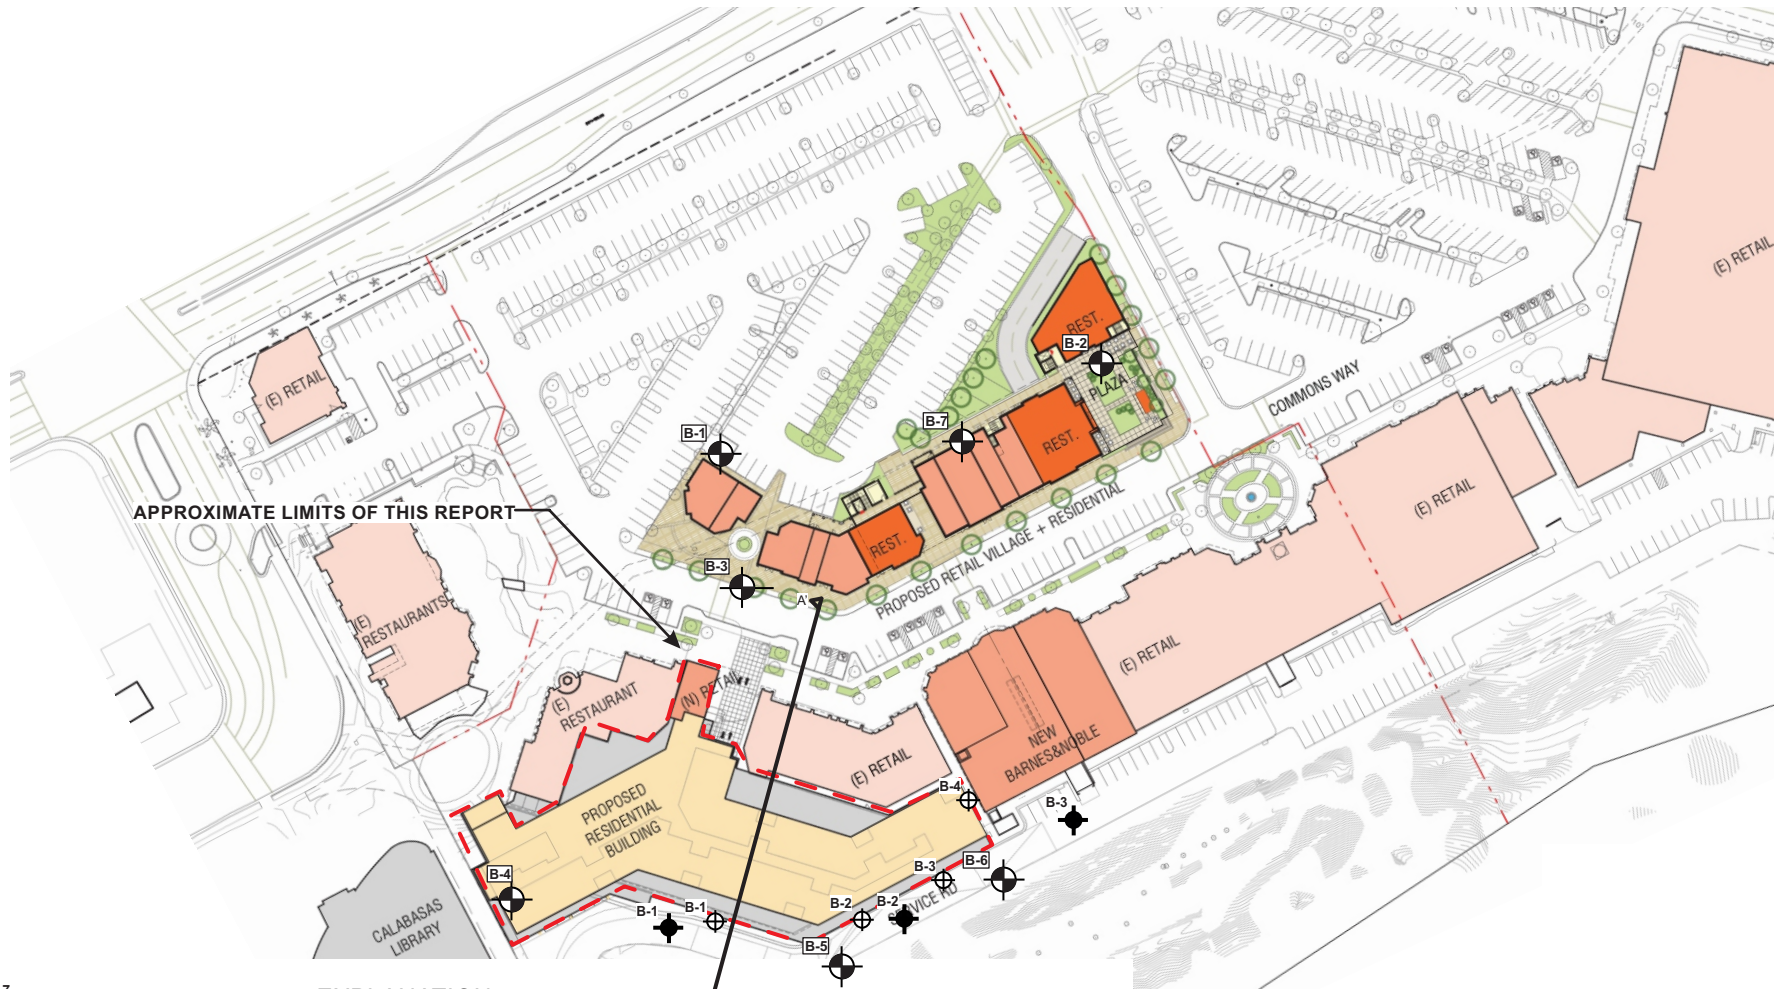 (E) RETAIL
(E) RETAIL
REST.
B-2
PLAZA
COMMONS WAY
B-7
B-1
REST.
(E) RETAIL
APPROXIMATE LIMITS OF THIS REPORT
REST.
PROPOSED RETAIL VILLAGE + RESIDENTIAL
B-3
A'
(E)
RESTAURANTS
(E) RETAIL
(E)
RESTAURANT
(N) RETAIL
NEW
BARNES&NOBLE
(E) RETAIL
PROPOSED
RESIDENTIAL
BUILDING
B-4
B-3
B-3
B-6
B-4
SERVICE RD
B-1
B-1
B-2
B-2
B-5
CALABASAS
LIBRARY